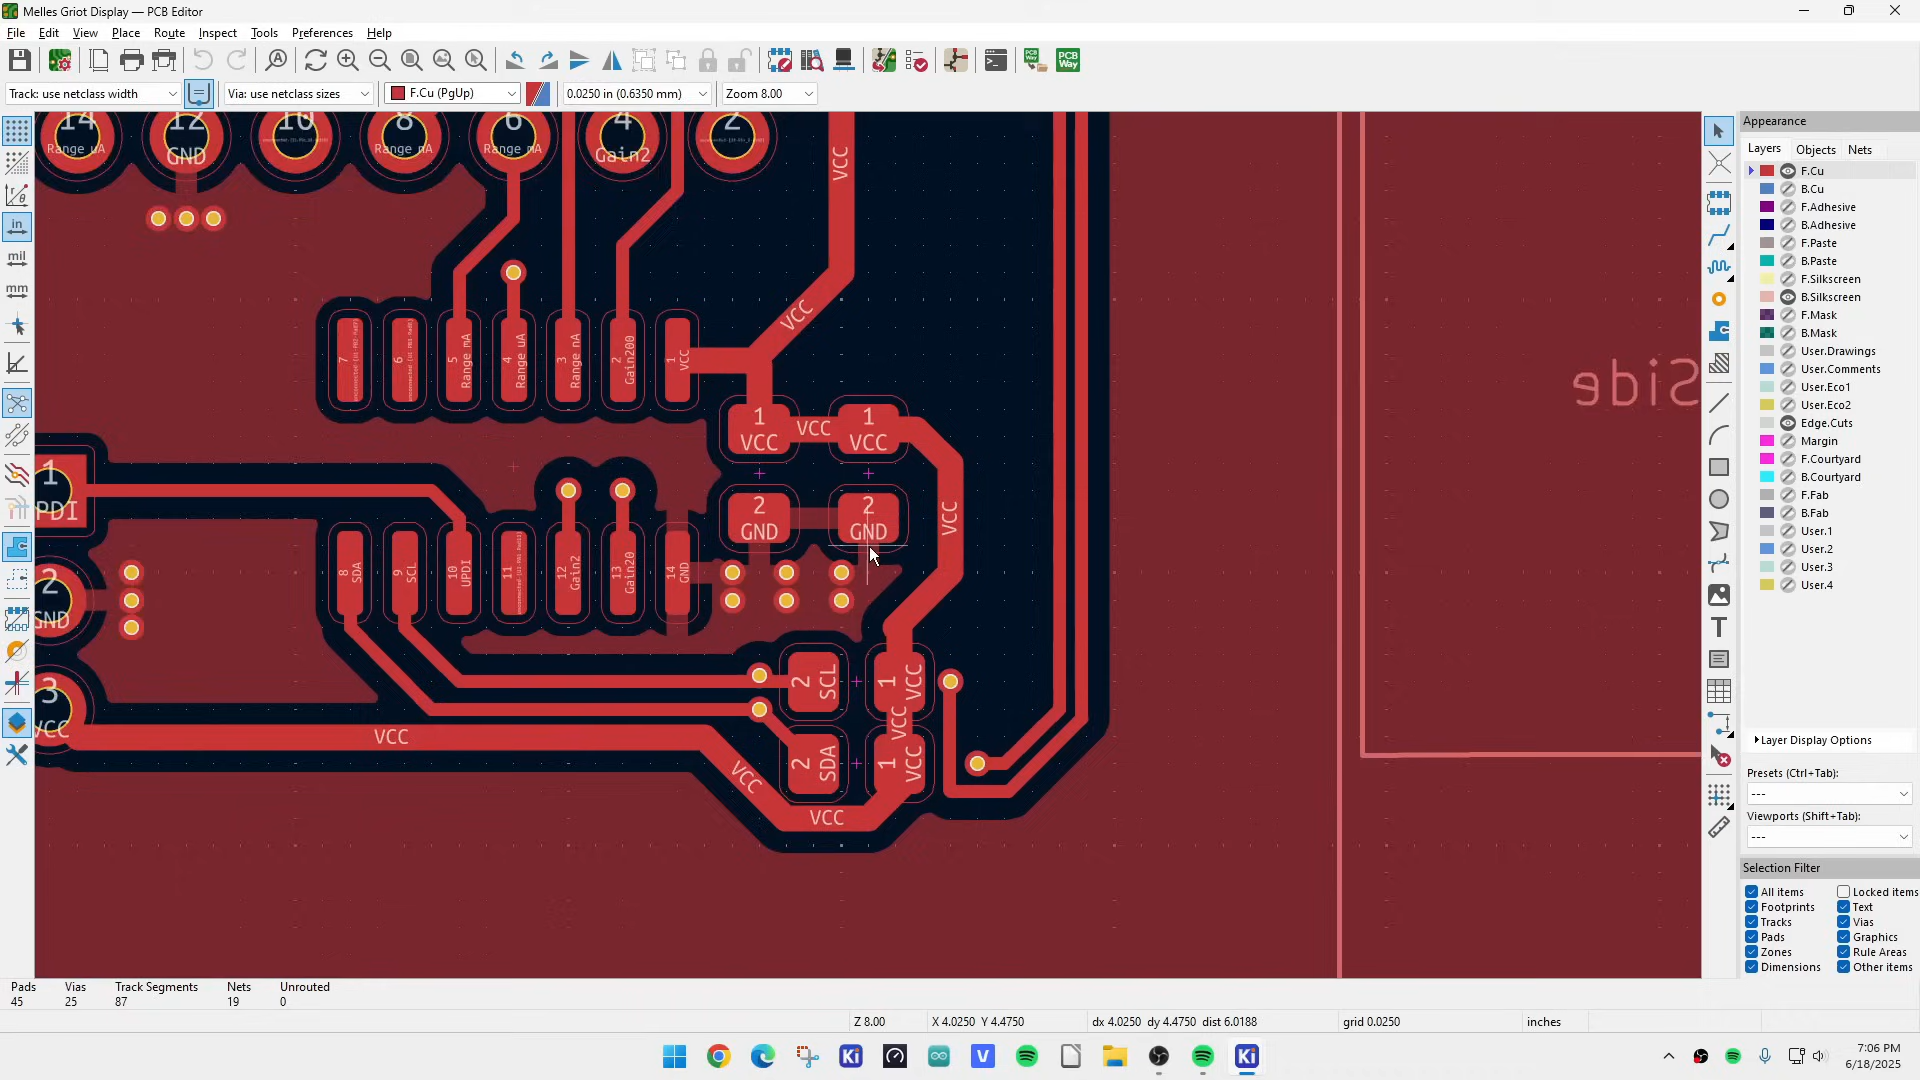 Melles Griot Display — PCB Editor
File Edit View Place Route Inspect Tools Preferences Help
Track: use netclass width
Via: use netclass sizes
F.Cu (PgUp)
0.0250 in (0.6350 mm)
Zoom 8.00
in
mil
mm
14
Range uA
12
GND
10
8
Range nA
6
Range mA
4
Gain2
2
VCC
VCC
7
6
5 Range mA
4 Range uA
3 Range nA
2 Gain200
1 VCC
1
VCC
VCC
1
VCC
2
GND
2
GND
VCC
1
2
GND
3
VCC
8 SDA
9 SCL
10 UPDI
11
12 Gain2
13 Gain20
14 GND
2 SCL
1 VCC
VCC
2 SDA
1 VCC
VCC
VCC
VCC
Side
Appearance
Layers Objects Nets
F.Cu
B.Cu
F.Adhesive
B.Adhesive
F.Paste
B.Paste
F.Silkscreen
B.Silkscreen
F.Mask
B.Mask
User.Drawings
User.Comments
User.Eco1
User.Eco2
Edge.Cuts
Margin
F.Courtyard
B.Courtyard
F.Fab
B.Fab
User.1
User.2
User.3
User.4
Layer Display Options
Presets (Ctrl+Tab):
---
Viewports (Shift+Tab):
---
Selection Filter
All items Locked items
Footprints Text
Tracks Vias
Pads Graphics
Zones Rule Areas
Dimensions Other items
Pads Vias Track Segments Nets Unrouted
45 25 87 19 0
Z 8.00 X 4.0250 Y 4.4750 dx 4.0250 dy 4.4750 dist 6.0188 grid 0.0250 inches
7:06 PM
6/18/2025